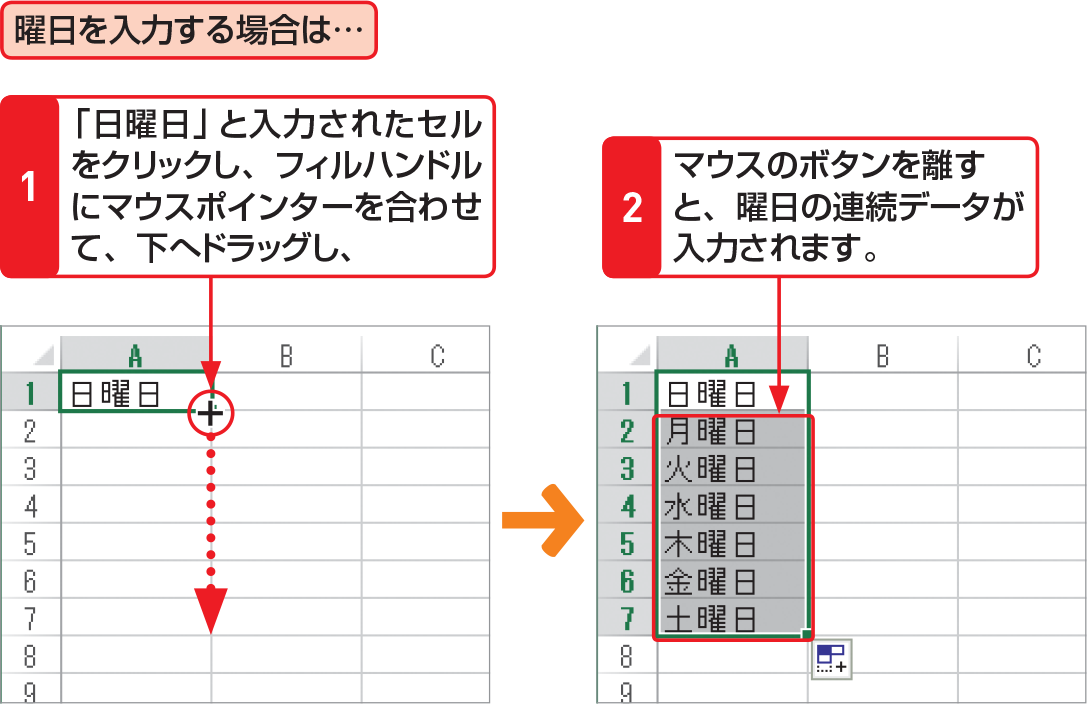 曜日を入力する場合は…
1
「日曜日」と入力されたセル
をクリックし、フィルハンドル
にマウスポインターを合わせ
て、下へドラッグし、
2
マウスのボタンを離す
と、曜日の連続データが
入力されます。
A B C
1 日曜日
2
3
4
5
6
7
8
9
A B C
1 日曜日
2 月曜日
3 火曜日
4 水曜日
5 木曜日
6 金曜日
7 土曜日
8
9